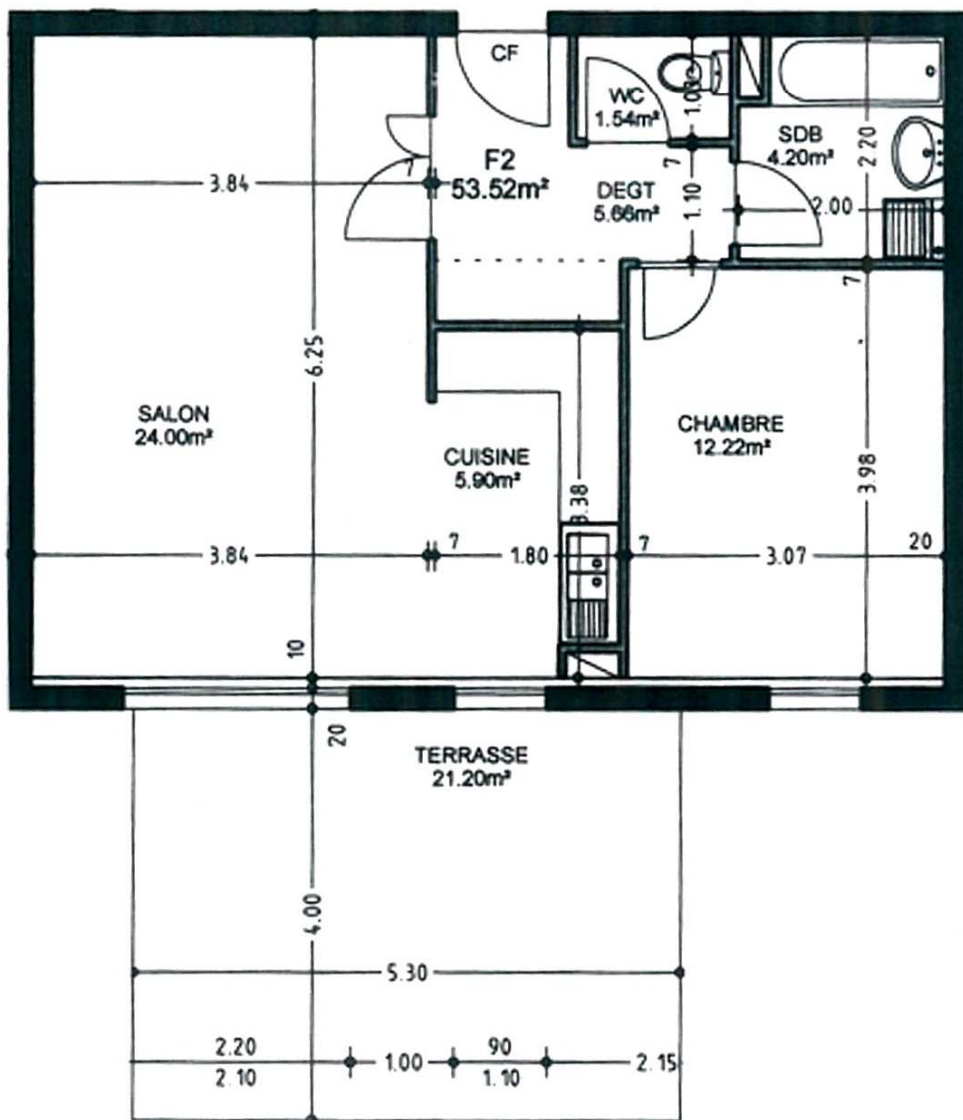 CF
WC
1.54m²
1.03
SDB
4.20m²
2.20
F2
53.52m²
7
3.84
7
DEGT
5.66m²
1.10
2.00
7
6.25
SALON
24.00m²
CHAMBRE
12.22m²
CUISINE
5.90m²
3.38
3.98
3.84
7
1.80
7
3.07
20
10
20
TERRASSE
21.20m²
4.00
5.30
2.20
2.10
1.00
90
1.10
2.15